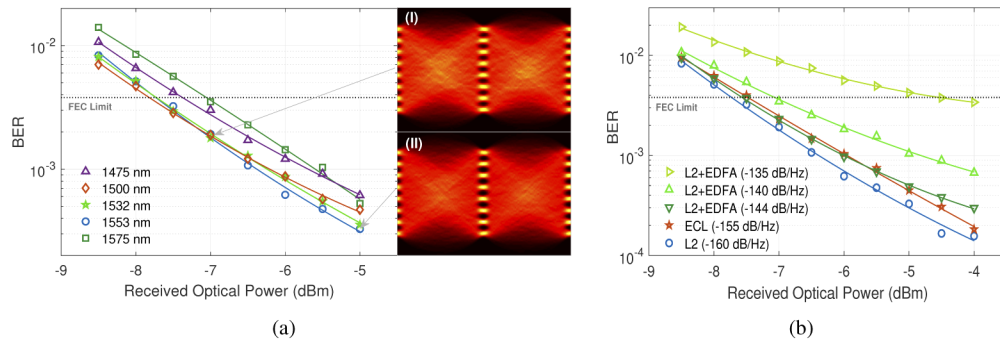 10^-2
10^-3
BER
FEC Limit
1475 nm
1500 nm
1532 nm
1553 nm
1575 nm
-9 -8 -7 -6 -5
Received Optical Power (dBm)
(I)
(II)
(a)
10^-1
10^-2
10^-3
10^-4
BER
FEC Limit
L2+EDFA (-135 dB/Hz)
L2+EDFA (-140 dB/Hz)
L2+EDFA (-144 dB/Hz)
ECL (-155 dB/Hz)
L2 (-160 dB/Hz)
-9 -8 -7 -6 -5 -4
Received Optical Power (dBm)
(b)